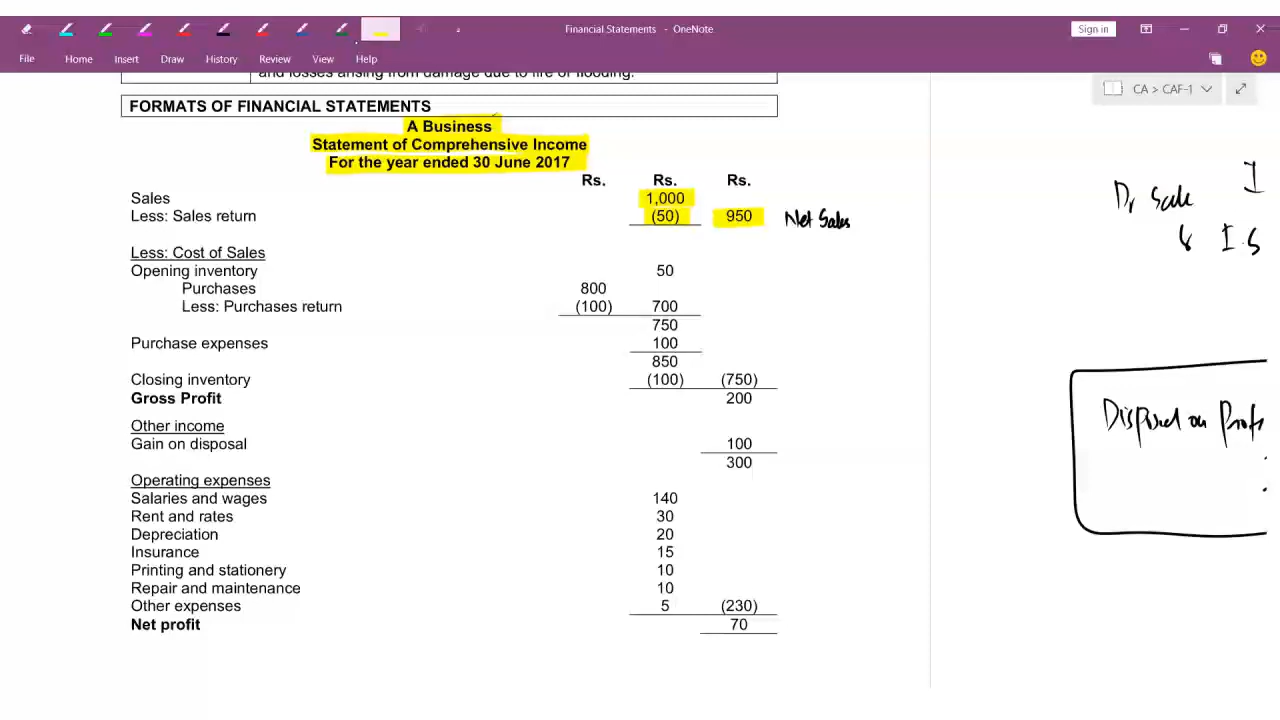 Financial Statements - OneNote
Sign in
File Home Insert Draw History Review View Help
and losses arising from damage due to fire or flooding.
CA > CAF-1
FORMATS OF FINANCIAL STATEMENTS
A Business
Statement of Comprehensive Income
For the year ended 30 June 2017
Rs. Rs. Rs.
Sales 1,000
Less: Sales return (50) 950 Net Sales
Less: Cost of Sales
Opening inventory 50
Purchases 800
Less: Purchases return (100) 700
750
Purchase expenses 100
850
Closing inventory (100) (750)
Gross Profit 200
Other income
Gain on disposal 100
300
Operating expenses
Salaries and wages 140
Rent and rates 30
Depreciation 20
Insurance 15
Printing and stationery 10
Repair and maintenance 10
Other expenses 5 (230)
Net profit 70
I
Dr Sale
I.S
Disposal on Prof